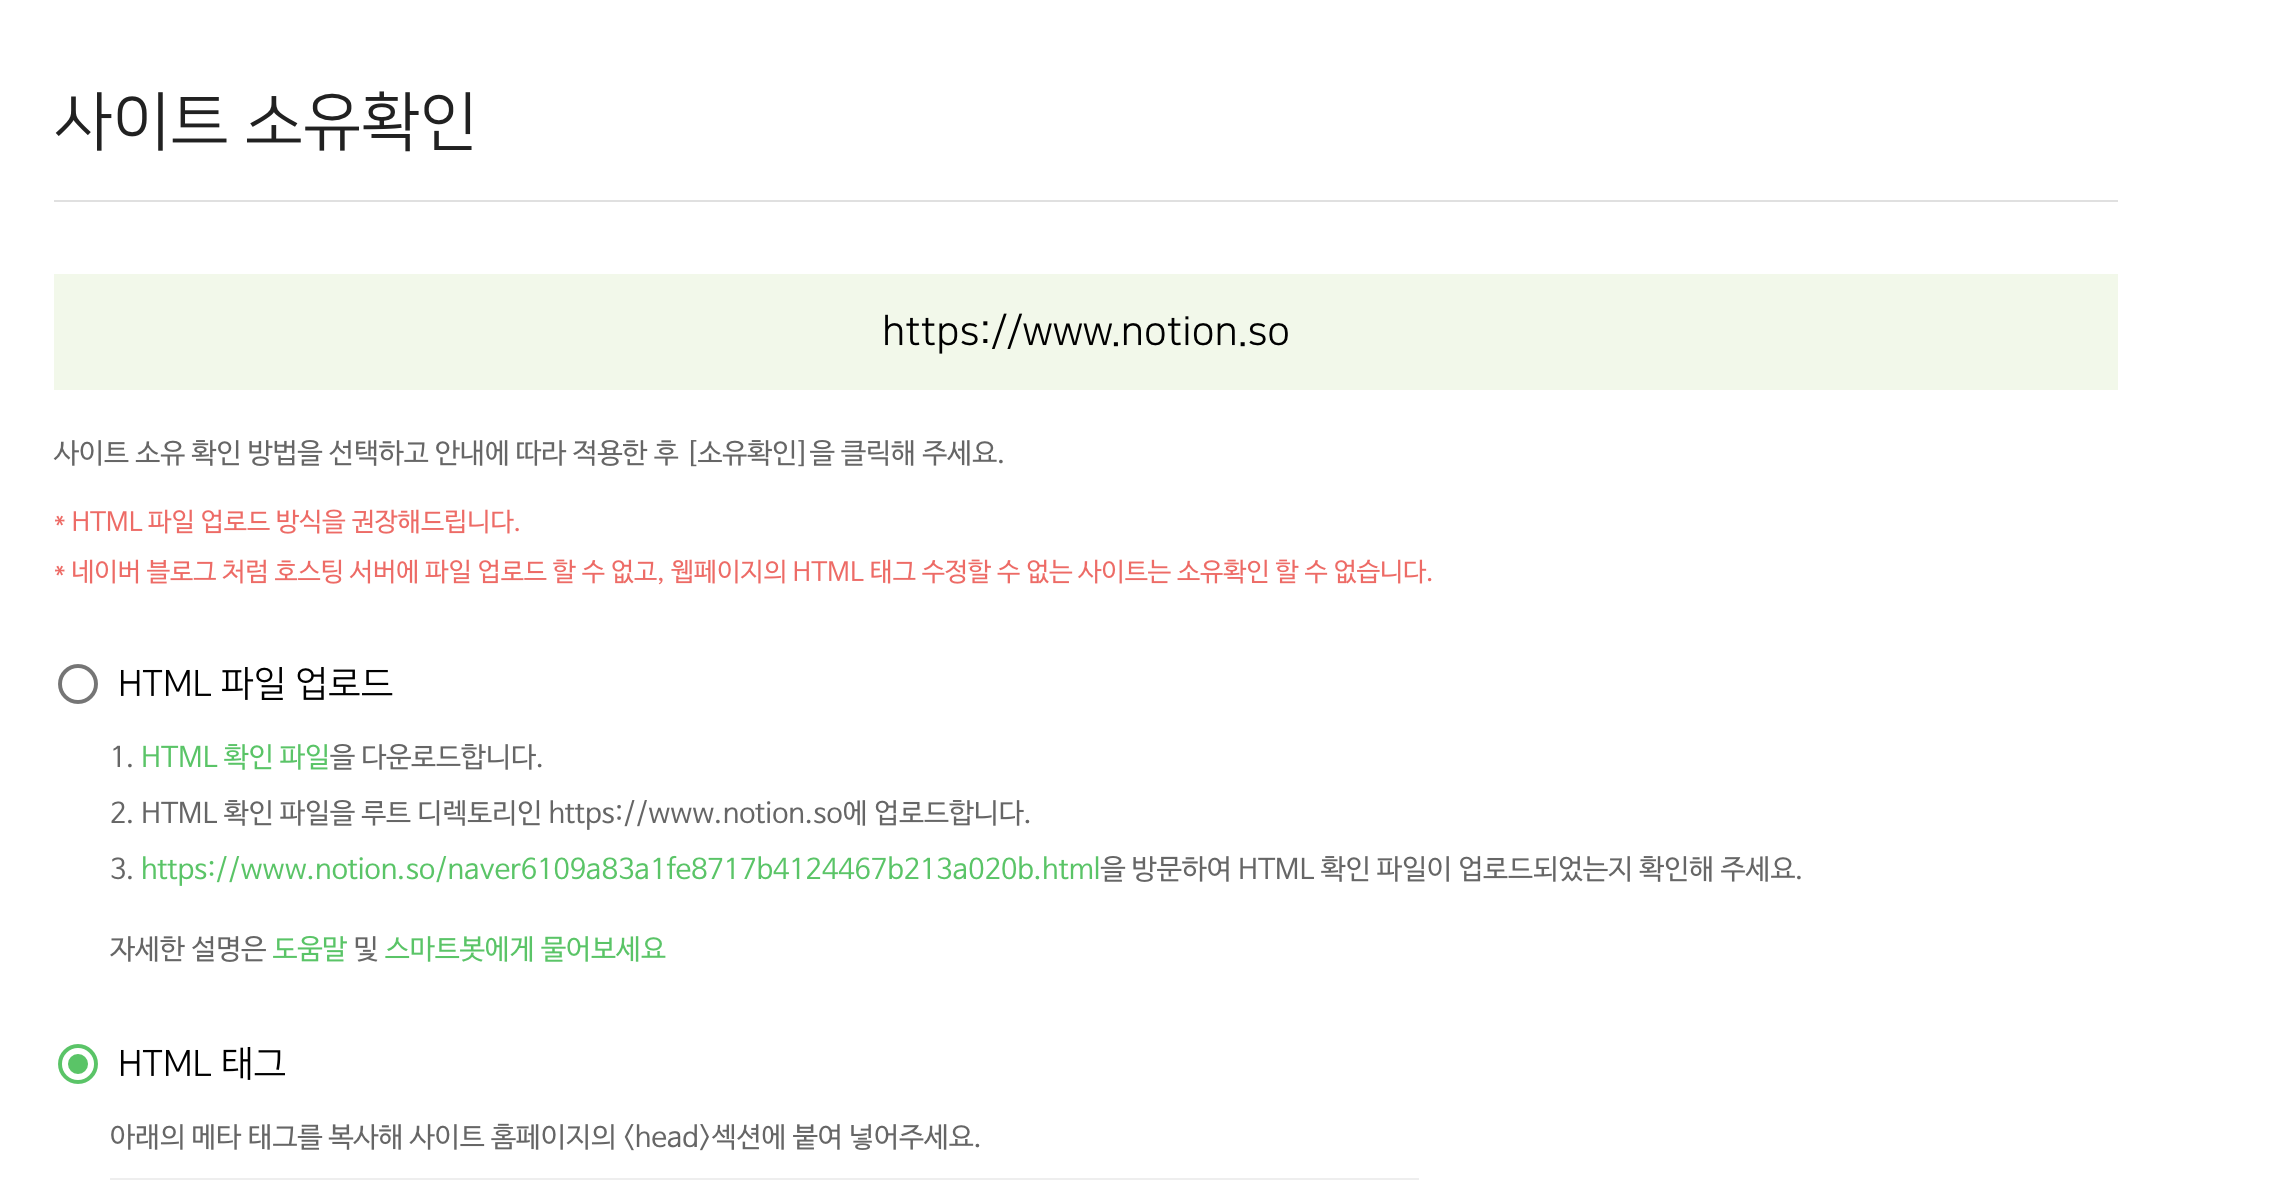 사이트 소유확인
https://www.notion.so
사이트 소유 확인 방법을 선택하고 안내에 따라 적용한 후 [소유확인]을 클릭해 주세요.
* HTML 파일 업로드 방식을 권장해드립니다.
* 네이버 블로그 처럼 호스팅 서버에 파일 업로드 할 수 없고, 웹페이지의 HTML 태그 수정할 수 없는 사이트는 소유확인 할 수 없습니다.
HTML 파일 업로드
1. HTML 확인 파일을 다운로드합니다.
2. HTML 확인 파일을 루트 디렉토리인 https://www.notion.so에 업로드합니다.
3. https://www.notion.so/naver6109a83a1fe8717b4124467b213a020b.html을 방문하여 HTML 확인 파일이 업로드되었는지 확인해 주세요.
자세한 설명은 도움말 및 스마트봇에게 물어보세요
HTML 태그
아래의 메타 태그를 복사해 사이트 홈페이지의 <head>섹션에 붙여 넣어주세요.